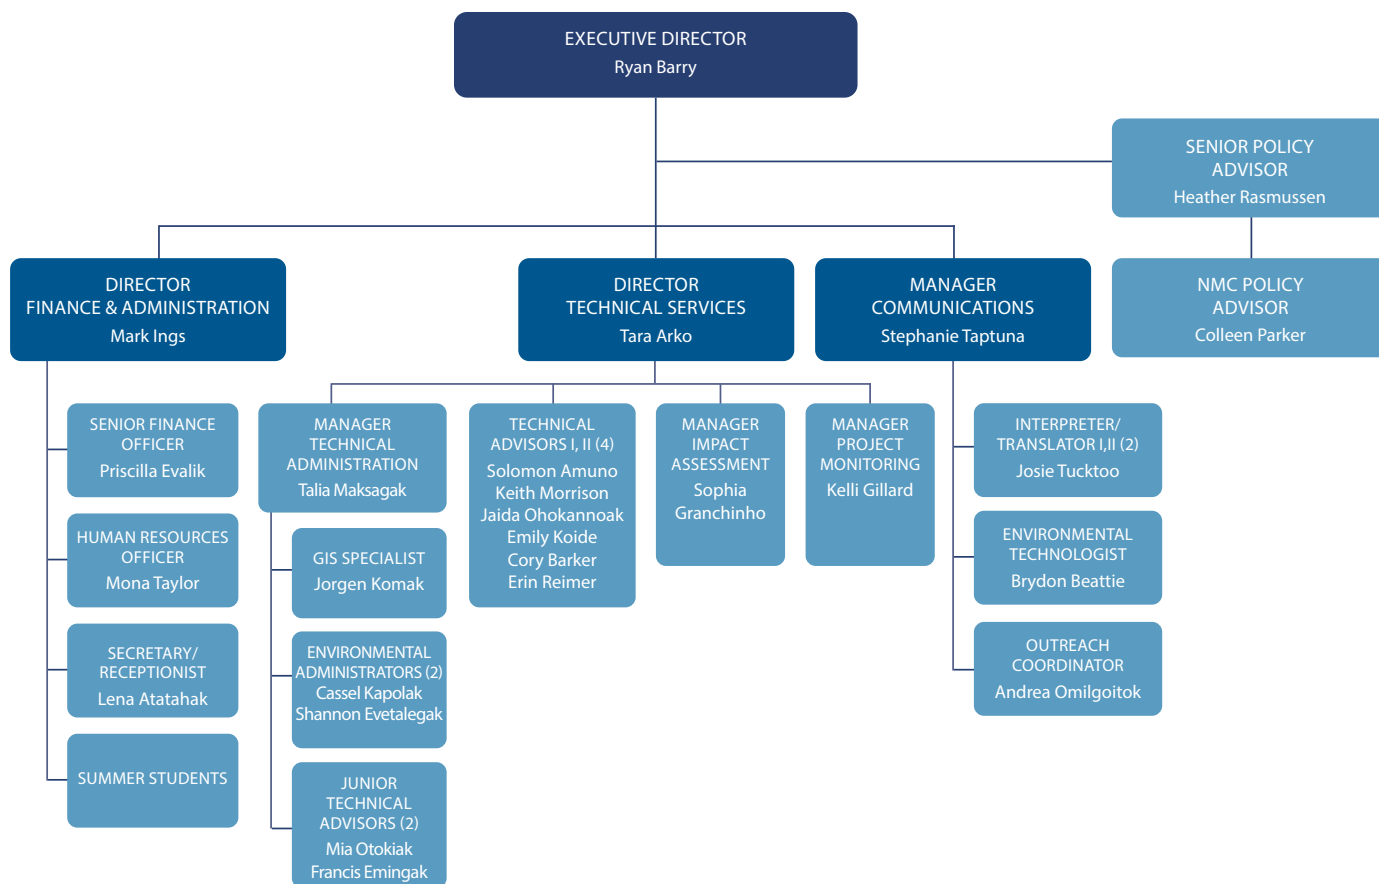 EXECUTIVE DIRECTOR
Ryan Barry
SENIOR POLICY
ADVISOR
Heather Rasmussen
DIRECTOR
FINANCE & ADMINISTRATION
Mark Ings
DIRECTOR
TECHNICAL SERVICES
Tara Arko
MANAGER
COMMUNICATIONS
Stephanie Taptuna
NMC POLICY
ADVISOR
Colleen Parker
SENIOR FINANCE
OFFICER
Priscilla Evalik
HUMAN RESOURCES
OFFICER
Mona Taylor
SECRETARY/
RECEPTIONIST
Lena Atatahak
SUMMER STUDENTS
MANAGER
TECHNICAL
ADMINISTRATION
Talia Maksagak
GIS SPECIALIST
Jorgen Komak
ENVIRONMENTAL
ADMINISTRATORS (2)
Cassel Kapolak
Shannon Evetalegak
JUNIOR
TECHNICAL
ADVISORS (2)
Mia Otokiak
Francis Emingak
TECHNICAL
ADVISORS I, II (4)
Solomon Amuno
Keith Morrison
Jaida Ohokannoak
Emily Koide
Cory Barker
Erin Reimer
MANAGER
IMPACT
ASSESSMENT
Sophia
Granchinho
MANAGER
PROJECT
MONITORING
Kelli Gillard
INTERPRETER/
TRANSLATOR I,II (2)
Josie Tucktoo
ENVIRONMENTAL
TECHNOLOGIST
Brydon Beattie
OUTREACH
COORDINATOR
Andrea Omilgoitok